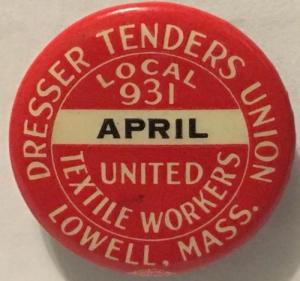 DRESSER TENDERS UNION
LOCAL
931
APRIL
UNITED
TEXTILE WORKERS
LOWELL, MASS.